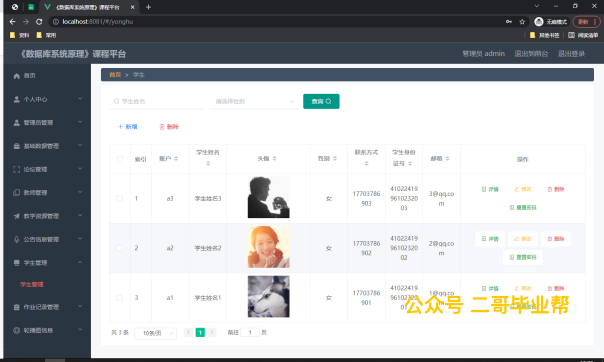 《数据库系统原理》课程平台
localhost:8081/#/yonghu
无痕模式
更新
资料
常用
其他书签
阅读清单
《数据库系统原理》课程平台
管理员 admin
退出到前台
退出登录
首页
个人中心
管理员管理
基础数据管理
论坛管理
教师管理
教学资源管理
公告信息管理
学生管理
学生管理
作业记录管理
轮播图信息
首页 > 学生
学生姓名
请选择性别
查询
+ 新增
删除
索引 账户 学生姓名 头像 性别 联系方式 学生身份证号 邮箱 操作
1 a3 学生姓名3 女 17703786903 410224199610232003 3@qq.com 详情 修改 删除
重置密码
2 a2 学生姓名2 女 17703786902 410224199610232002 2@qq.com 详情 修改 删除
重置密码
3 a1 学生姓名1 女 17703786901 详情 修改 删除
公众号 二哥毕业帮
共 3 条 10条/页 1 前往 1 页